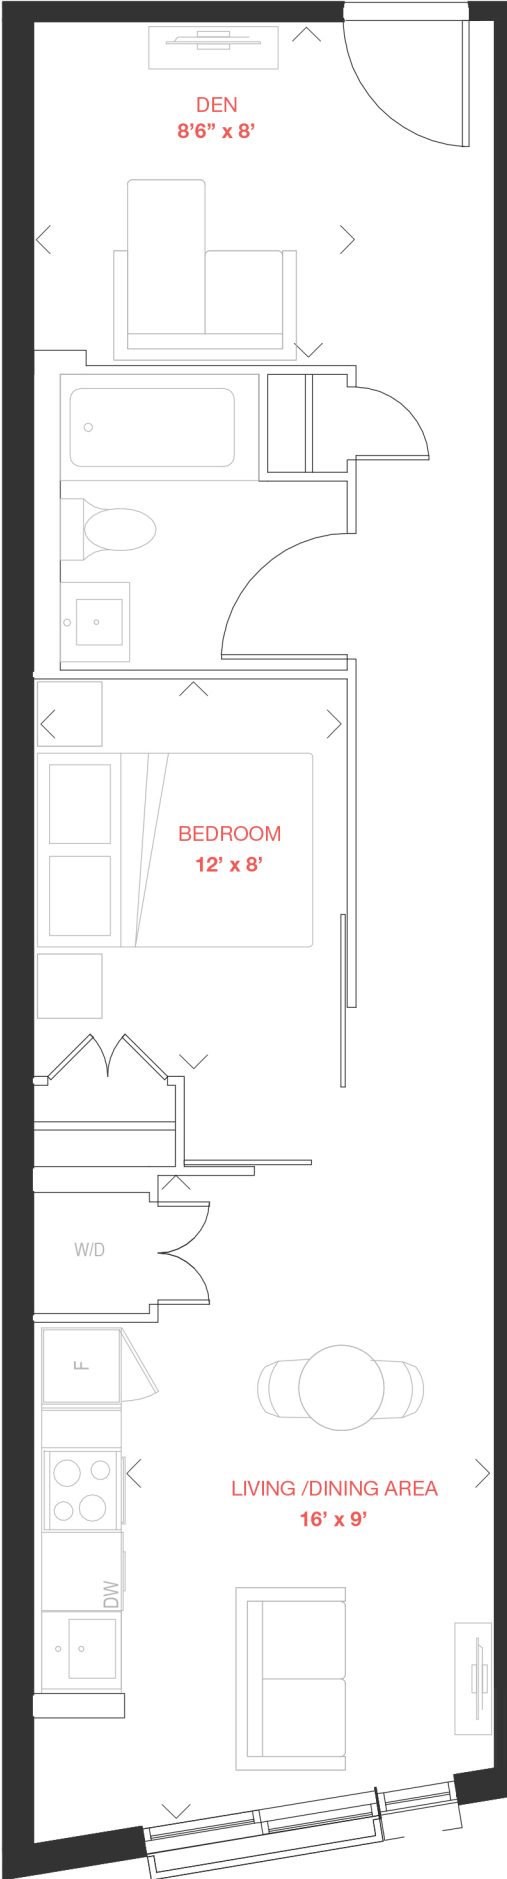 DEN
8’6” x 8’
BEDROOM
12’ x 8’
W/D
F
LIVING /DINING AREA
16’ x 9’
DW